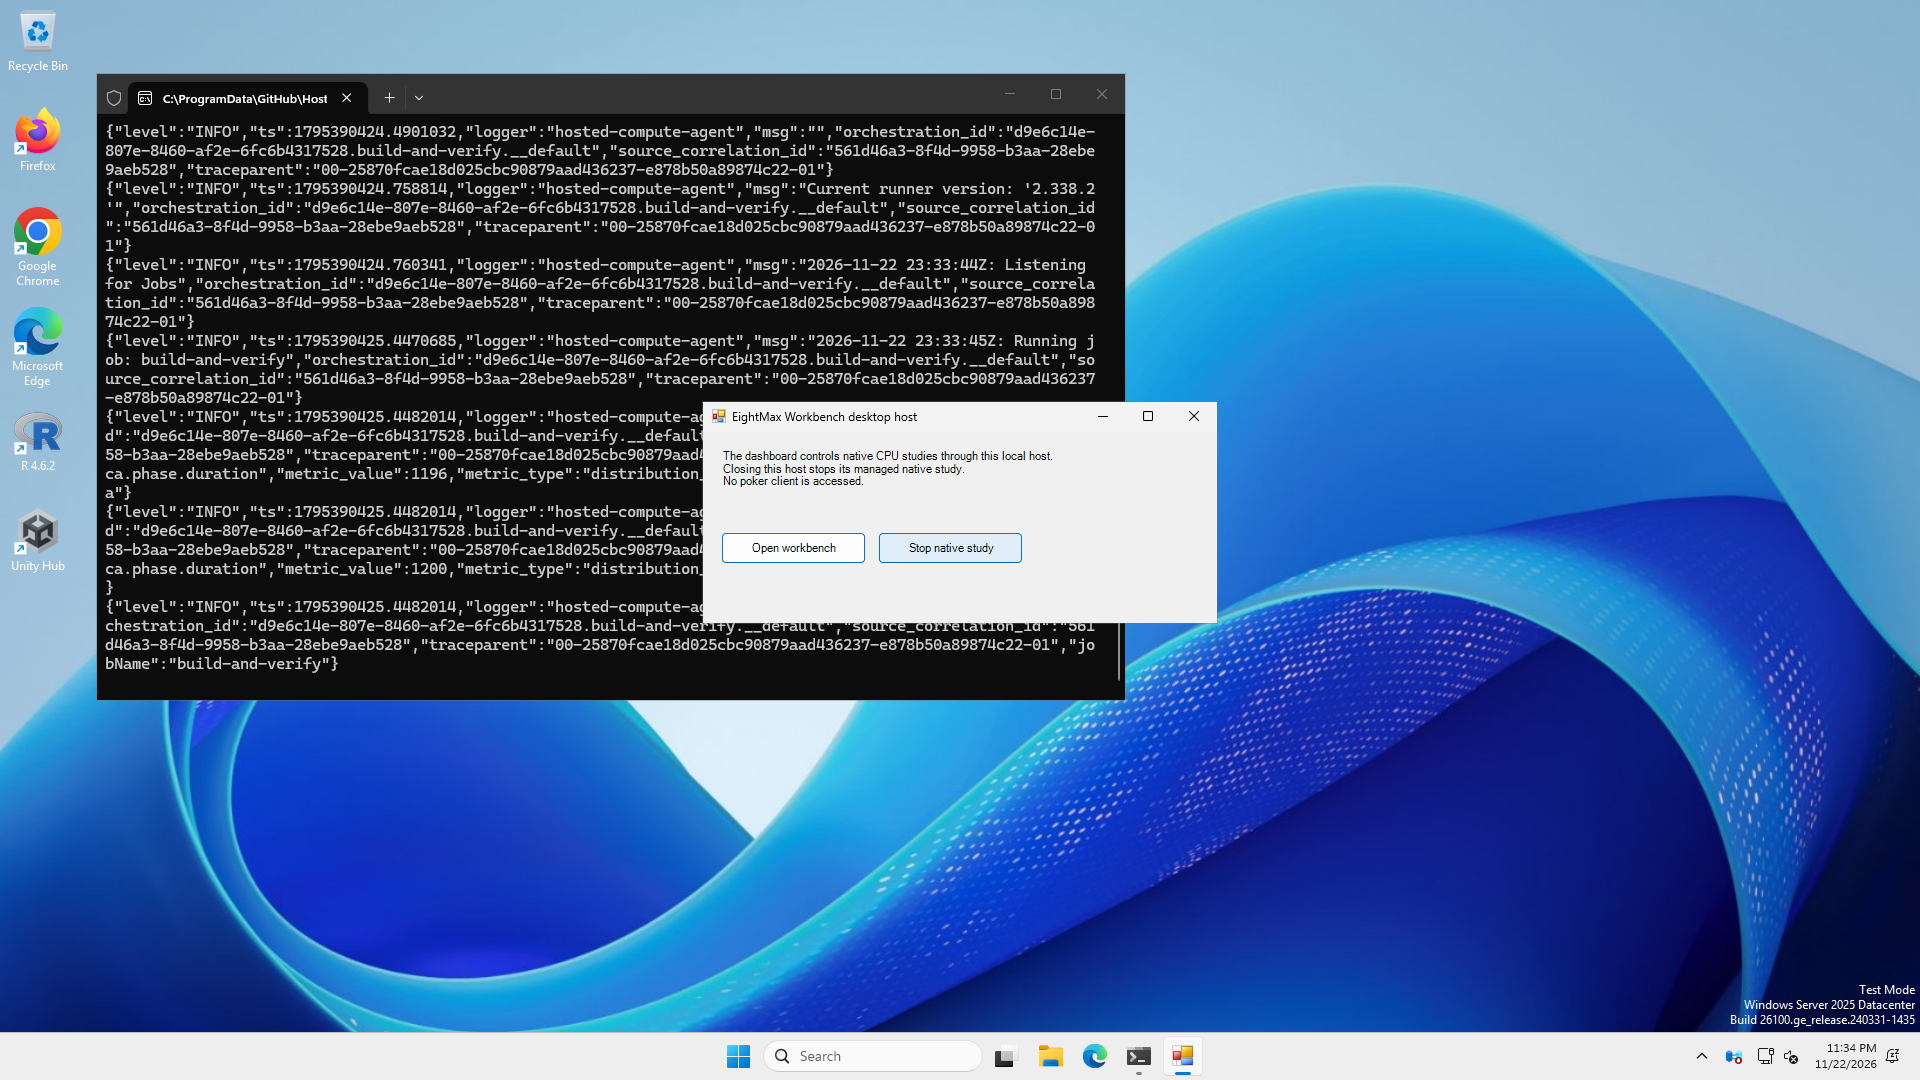 Recycle Bin
Firefox
Google
Chrome
Microsoft
Edge
R 4.6.2
Unity Hub
C:\ProgramData\GitHub\Host
{"level":"INFO","ts":1795390424.4901032,"logger":"hosted-compute-agent","msg":"","orchestration_id":"d9e6c14e-
807e-8460-af2e-6fc6b4317528.build-and-verify.__default","source_correlation_id":"561d46a3-8f4d-9958-b3aa-28ebe
9aeb528","traceparent":"00-25870fcae18d025cbc90879aad436237-e878b50a89874c22-01"}
{"level":"INFO","ts":1795390424.758814,"logger":"hosted-compute-agent","msg":"Current runner version: '2.338.2
'","orchestration_id":"d9e6c14e-807e-8460-af2e-6fc6b4317528.build-and-verify.__default","source_correlation_id
":"561d46a3-8f4d-9958-b3aa-28ebe9aeb528","traceparent":"00-25870fcae18d025cbc90879aad436237-e878b50a89874c22-0
1"}
{"level":"INFO","ts":1795390424.760341,"logger":"hosted-compute-agent","msg":"2026-11-22 23:33:44Z: Listening
for Jobs","orchestration_id":"d9e6c14e-807e-8460-af2e-6fc6b4317528.build-and-verify.__default","source_correla
tion_id":"561d46a3-8f4d-9958-b3aa-28ebe9aeb528","traceparent":"00-25870fcae18d025cbc90879aad436237-e878b50a898
74c22-01"}
{"level":"INFO","ts":1795390425.4470685,"logger":"hosted-compute-agent","msg":"2026-11-22 23:33:45Z: Running j
ob: build-and-verify","orchestration_id":"d9e6c14e-807e-8460-af2e-6fc6b4317528.build-and-verify.__default","so
urce_correlation_id":"561d46a3-8f4d-9958-b3aa-28ebe9aeb528","traceparent":"00-25870fcae18d025cbc90879aad436237
-e878b50a89874c22-01"}
{"level":"INFO","ts":1795390425.4482014,"logger":"hosted-compute-ag
d":"d9e6c14e-807e-8460-af2e-6fc6b4317528.build-and-verify.__default
58-b3aa-28ebe9aeb528","traceparent":"00-25870fcae18d025cbc90879aad4
ca.phase.duration","metric_value":1196,"metric_type":"distribution_
a"}
{"level":"INFO","ts":1795390425.4482014,"logger":"hosted-compute-ag
d":"d9e6c14e-807e-8460-af2e-6fc6b4317528.build-and-verify.__default
58-b3aa-28ebe9aeb528","traceparent":"00-25870fcae18d025cbc90879aad4
ca.phase.duration","metric_value":1200,"metric_type":"distribution_
}
{"level":"INFO","ts":1795390425.4482014,"logger":"hosted-compute-ag
chestration_id":"d9e6c14e-807e-8460-af2e-6fc6b4317528.build-and-verify.__default","source_correlation_id":"561
d46a3-8f4d-9958-b3aa-28ebe9aeb528","traceparent":"00-25870fcae18d025cbc90879aad436237-e878b50a89874c22-01","jo
bName":"build-and-verify"}
EightMax Workbench desktop host
The dashboard controls native CPU studies through this local host.
Closing this host stops its managed native study.
No poker client is accessed.
Open workbench
Stop native study
Test Mode
Windows Server 2025 Datacenter
Build 26100.ge_release.240331-1435
Search
11:34 PM
11/22/2026